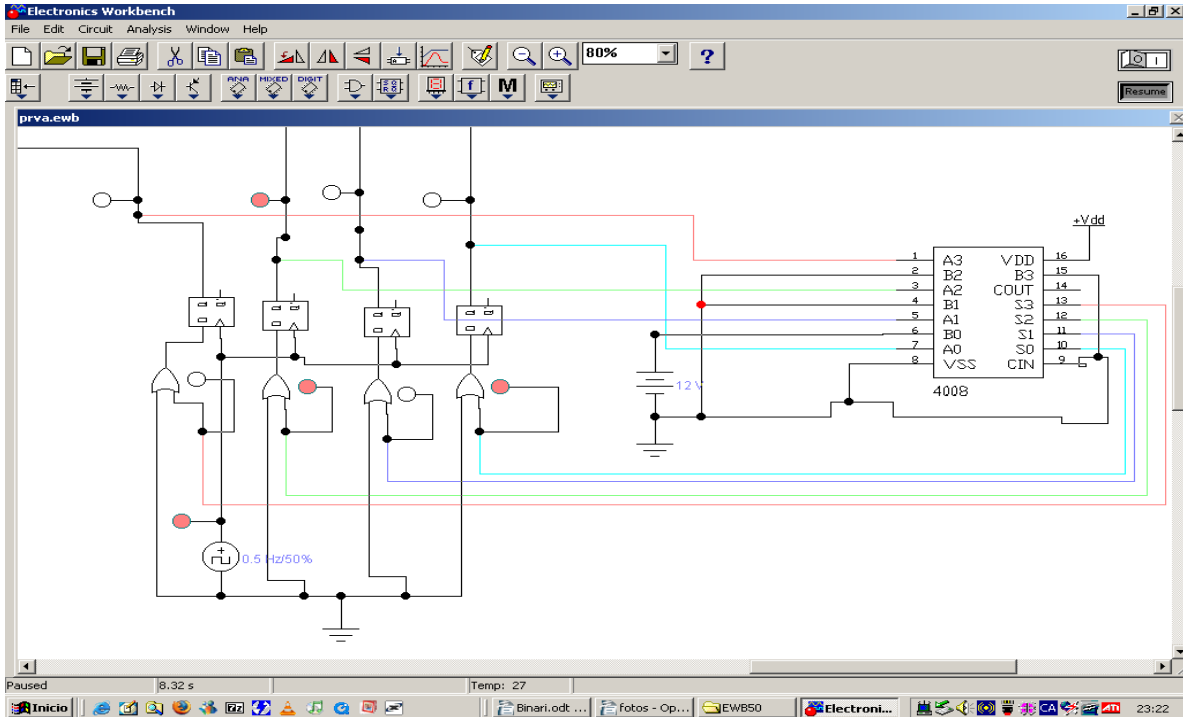 Electronics Workbench
File Edit Circuit Analysis Window Help
80% ?
ANA MIXED DIGIT M
Resume
prva.ewb
+Vdd
1 A3 VDD 16
2 B2 B3 15
3 A2 COUT 14
4 B1 S3 13
5 A1 S2 12
6 B0 S1 11
7 A0 S0 10
8 VSS CIN 9
4008
12 V
0.5 Hz/50%
Paused 8.32 s Temp: 27
Inicio Binari.odt ... fotos - Op... EWB50 Electroni... CA ATI 23:22